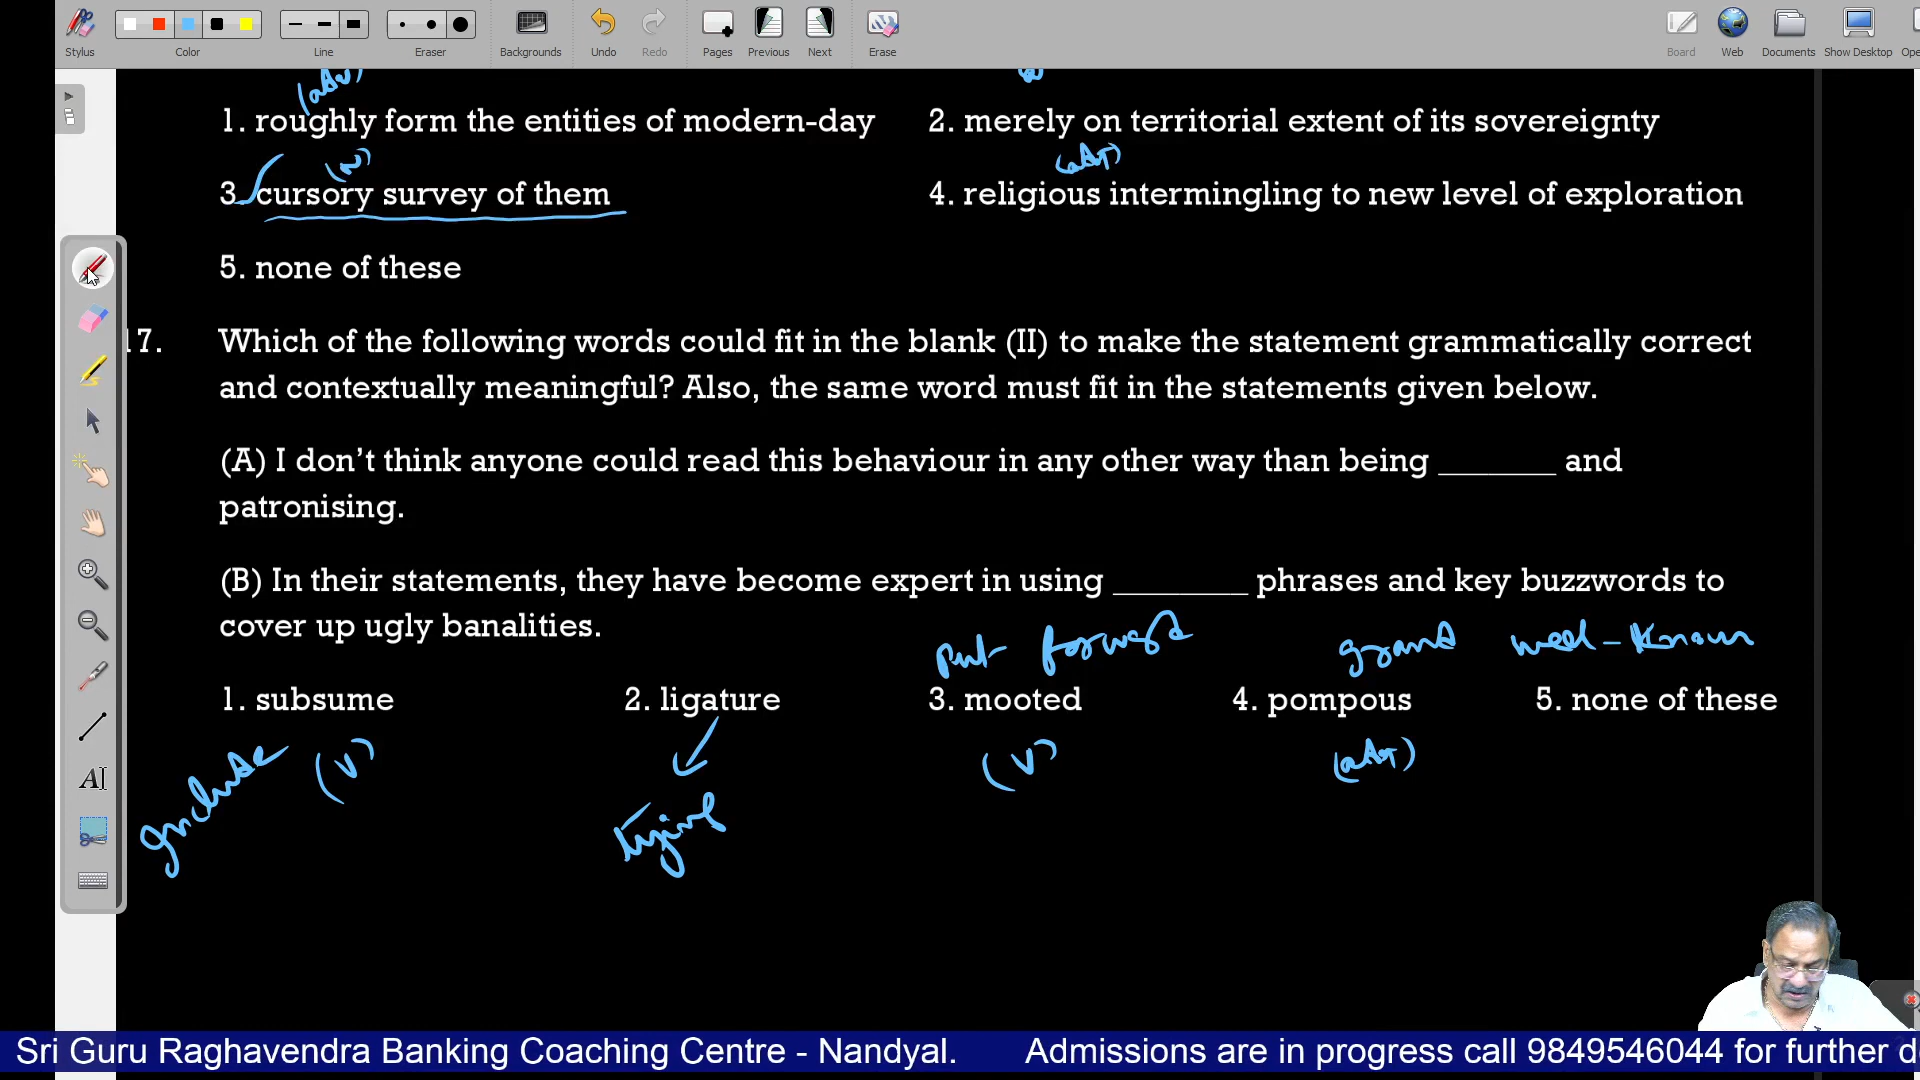 Stylus
Color
Line
Eraser
Backgrounds
Undo
Redo
Pages
Previous
Next
Erase
Board
Web
Documents
Show Desktop
(adv)
1. roughly form the entities of modern-day
2. merely on territorial extent of its sovereignty
(N)
(adj)
3. cursory survey of them
4. religious intermingling to new level of exploration
5. none of these
17. Which of the following words could fit in the blank (II) to make the statement grammatically correct
and contextually meaningful? Also, the same word must fit in the statements given below.
(A) I don’t think anyone could read this behaviour in any other way than being _______ and
patronising.
(B) In their statements, they have become expert in using ________ phrases and key buzzwords to
cover up ugly banalities.
put forward
grand well-known
1. subsume
2. ligature
3. mooted
4. pompous
5. none of these
include (v)
(v)
(adj)
tying
Sri Guru Raghavendra Banking Coaching Centre - Nandyal. Admissions are in progress call 9849546044 for further